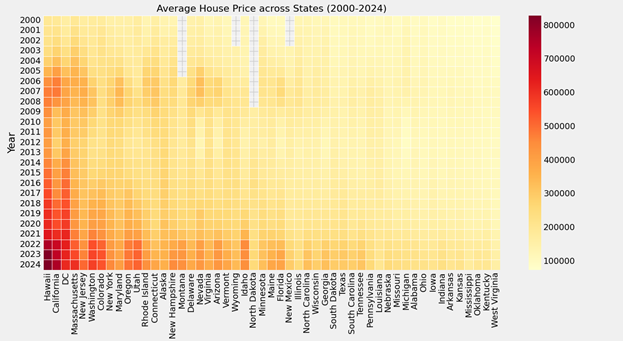 Average House Price across States (2000-2024)
Year
2000
2001
2002
2003
2004
2005
2006
2007
2008
2009
2010
2011
2012
2013
2014
2015
2016
2017
2018
2019
2020
2021
2022
2023
2024
800000
700000
600000
500000
400000
300000
200000
100000
Hawaii
California
DC
Massachusetts
New Jersey
Washington
Colorado
New York
Maryland
Oregon
Utah
Rhode Island
Connecticut
Alaska
New Hampshire
Montana
Delaware
Nevada
Virginia
Arizona
Vermont
Wyoming
Idaho
North Dakota
Minnesota
Maine
Florida
New Mexico
Illinois
North Carolina
Wisconsin
Georgia
South Dakota
Texas
South Carolina
Tennessee
Pennsylvania
Louisiana
Nebraska
Missouri
Michigan
Alabama
Ohio
Iowa
Indiana
Arkansas
Kansas
Mississippi
Oklahoma
Kentucky
West Virginia